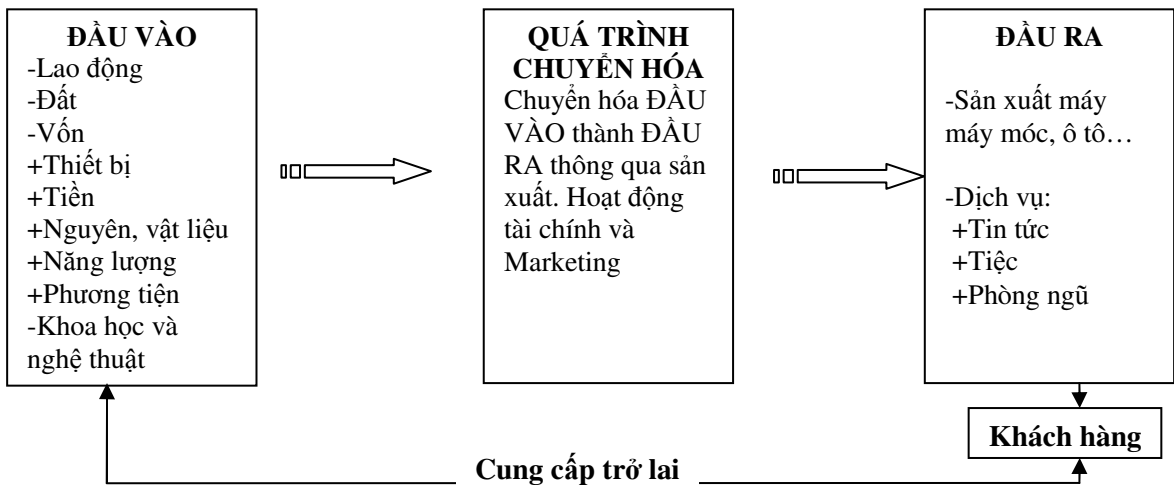 ĐẦU VÀO
-Lao động
-Đất
-Vốn
+Thiết bị
+Tiền
+Nguyên, vật liệu
+Năng lượng
+Phương tiện
-Khoa học và
nghệ thuật
QUÁ TRÌNH
CHUYỂN HÓA
Chuyển hóa ĐẦU
VÀO thành ĐẦU
RA thông qua sản
xuất. Hoạt động
tài chính và
Marketing
ĐẦU RA
-Sản xuất máy
máy móc, ô tô…
-Dịch vụ:
+Tin tức
+Tiệc
+Phòng ngũ
Khách hàng
Cung cấp trở lai